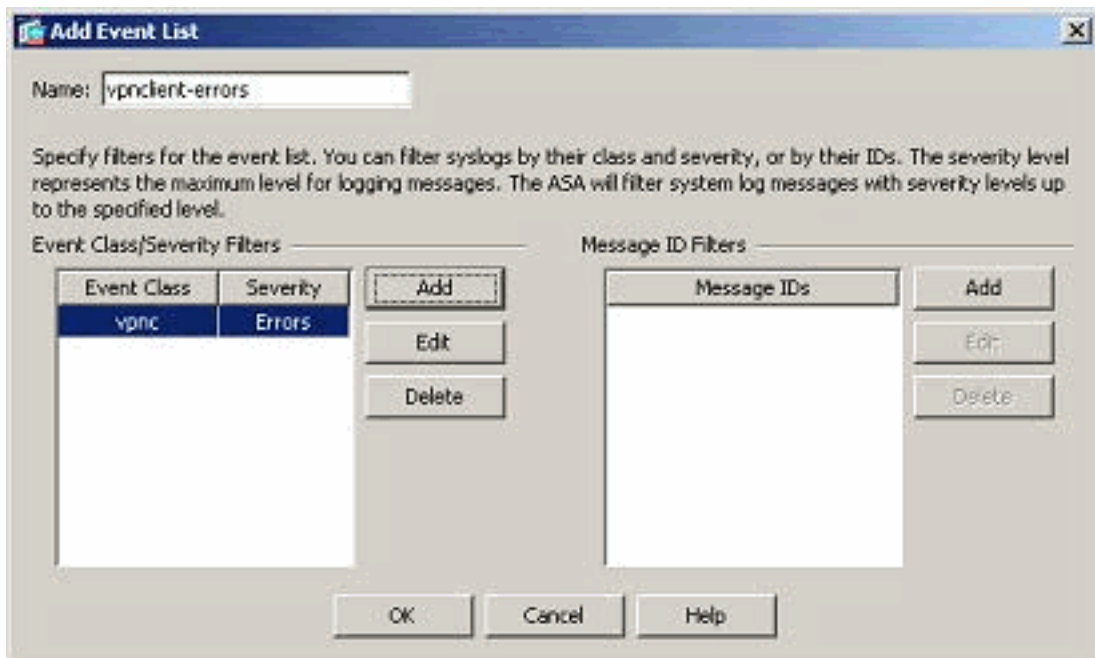 Add Event List
Name: vpnclient-errors
Specify filters for the event list. You can filter syslogs by their class and severity, or by their IDs. The severity level
represents the maximum level for logging messages. The ASA will filter system log messages with severity levels up
to the specified level.
Event Class/Severity Filters
Event Class Severity
vpnc Errors
Add
Edit
Delete
Message ID Filters
Message IDs
Add
Edit
Delete
OK Cancel Help